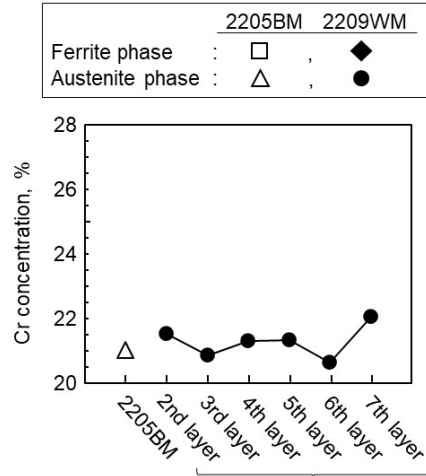 2205BM 2209WM
Ferrite phase : □ , ◆
Austenite phase : △ , ●
28
26
24
22
20
Cr concentration, %
2205BM
2nd layer
3rd layer
4th layer
5th layer
6th layer
7th layer